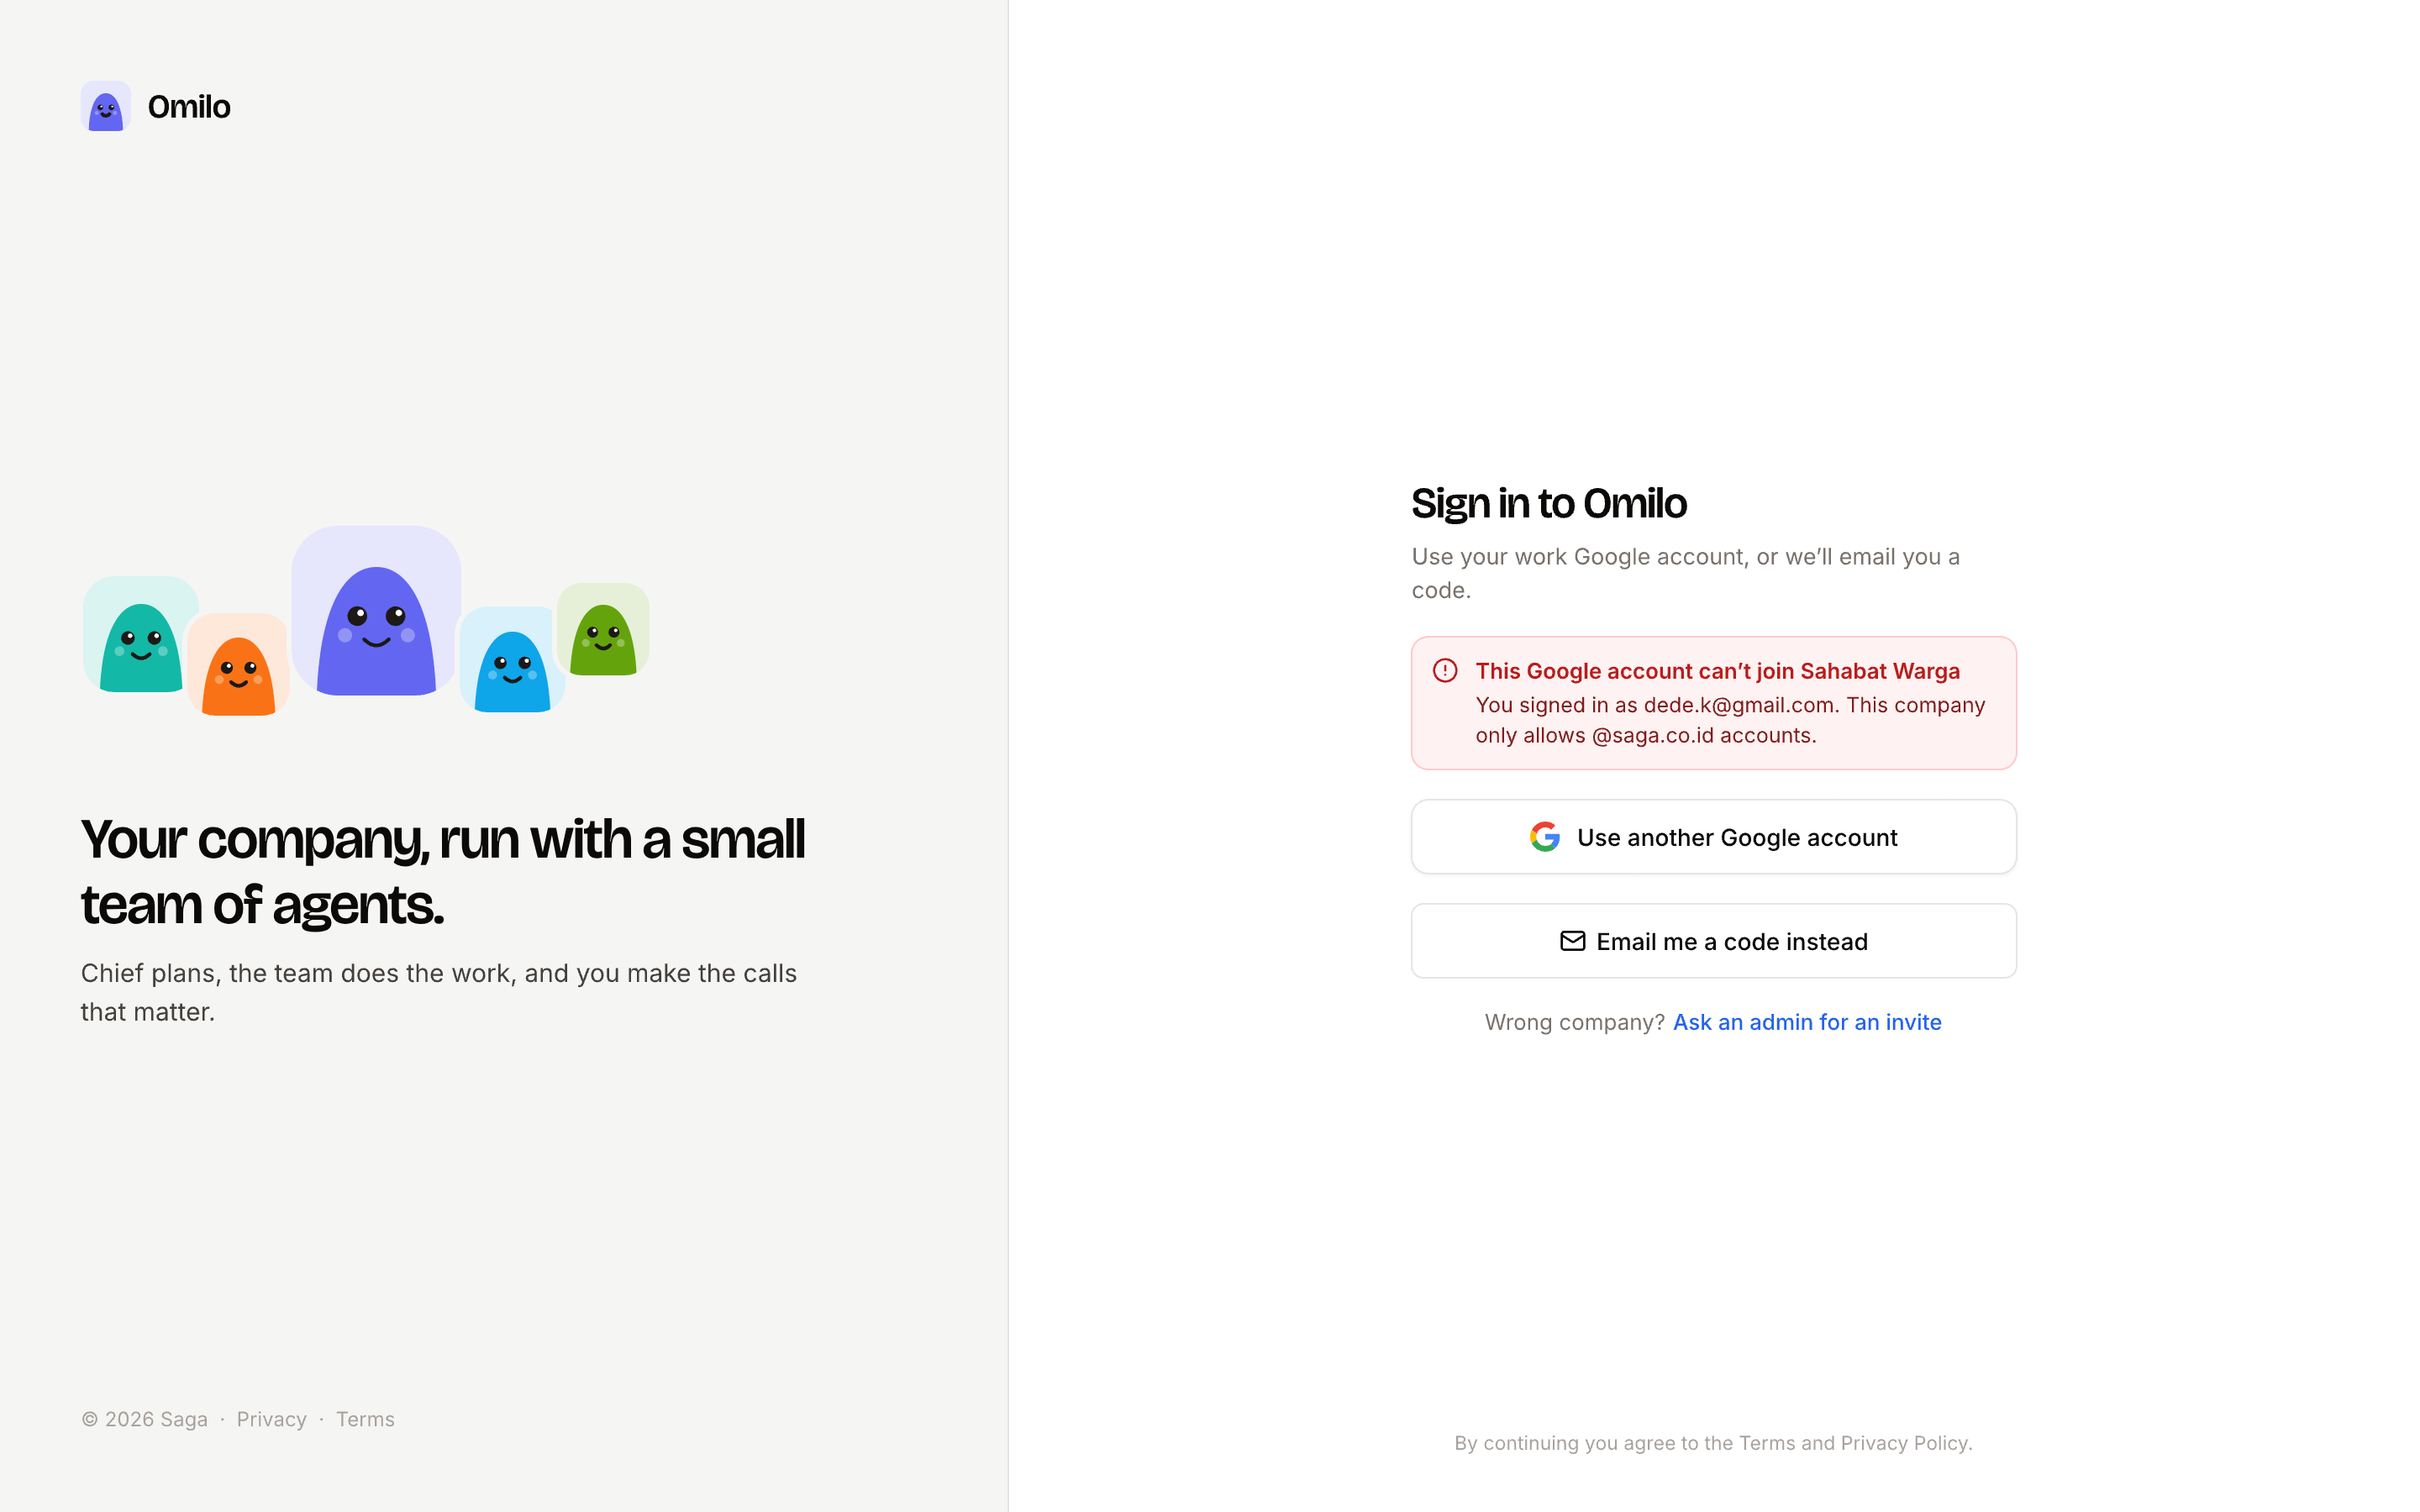 Omilo
Your company, run with a small
team of agents.
Chief plans, the team does the work, and you make the calls
that matter.
© 2026 Saga · Privacy · Terms
Sign in to Omilo
Use your work Google account, or we’ll email you a
code.
This Google account can’t join Sahabat Warga
You signed in as dede.k@gmail.com. This company
only allows @saga.co.id accounts.
Use another Google account
Email me a code instead
Wrong company? Ask an admin for an invite
By continuing you agree to the Terms and Privacy Policy.